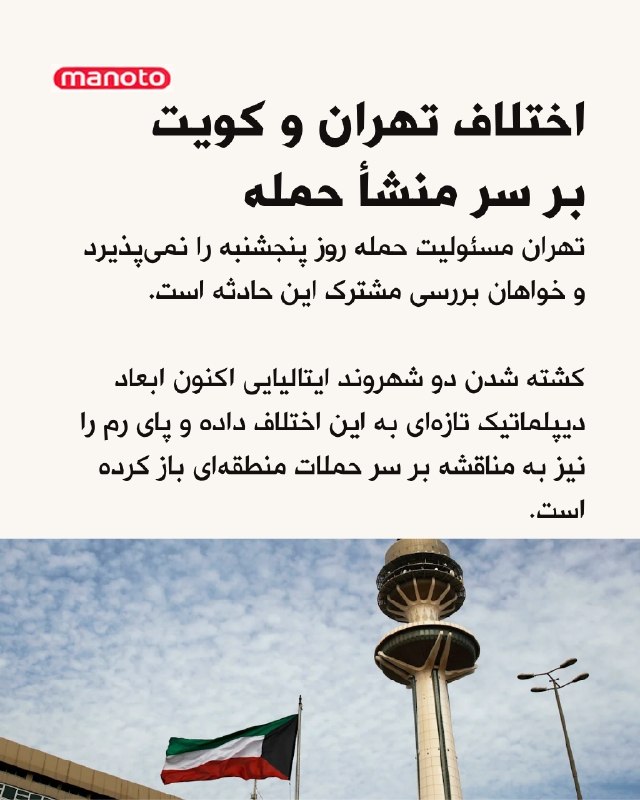 manoto
اختلاف تهران و کویت
بر سر منشأ حمله
تهران مسئولیت حمله روز پنجشنبه را نمی‌پذیرد
و خواهان بررسی مشترک این حادثه است.
کشته شدن دو شهروند ایتالیایی اکنون ابعاد
دیپلماتیک تازه‌ای به این اختلاف داده و پای رم را
نیز به مناقشه بر سر حملات منطقه‌ای باز کرده
است.